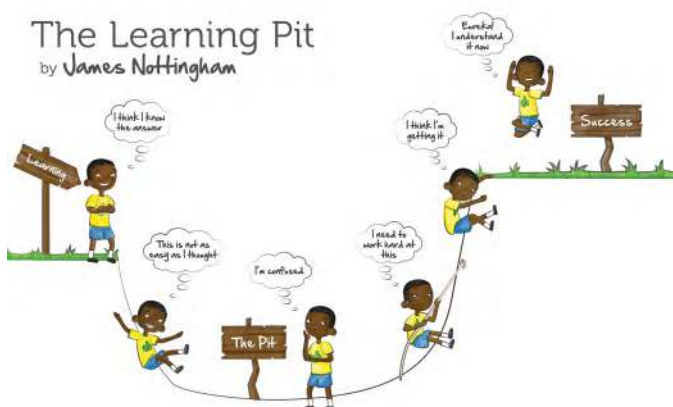 The Learning Pit
by James Nottingham
Eureka!
I understand
it now
I think I know
the answer
I think I'm
getting it
Success
Learning
This is not as
easy as I thought
I'm confused
I need to
work hard at
this
The Pit